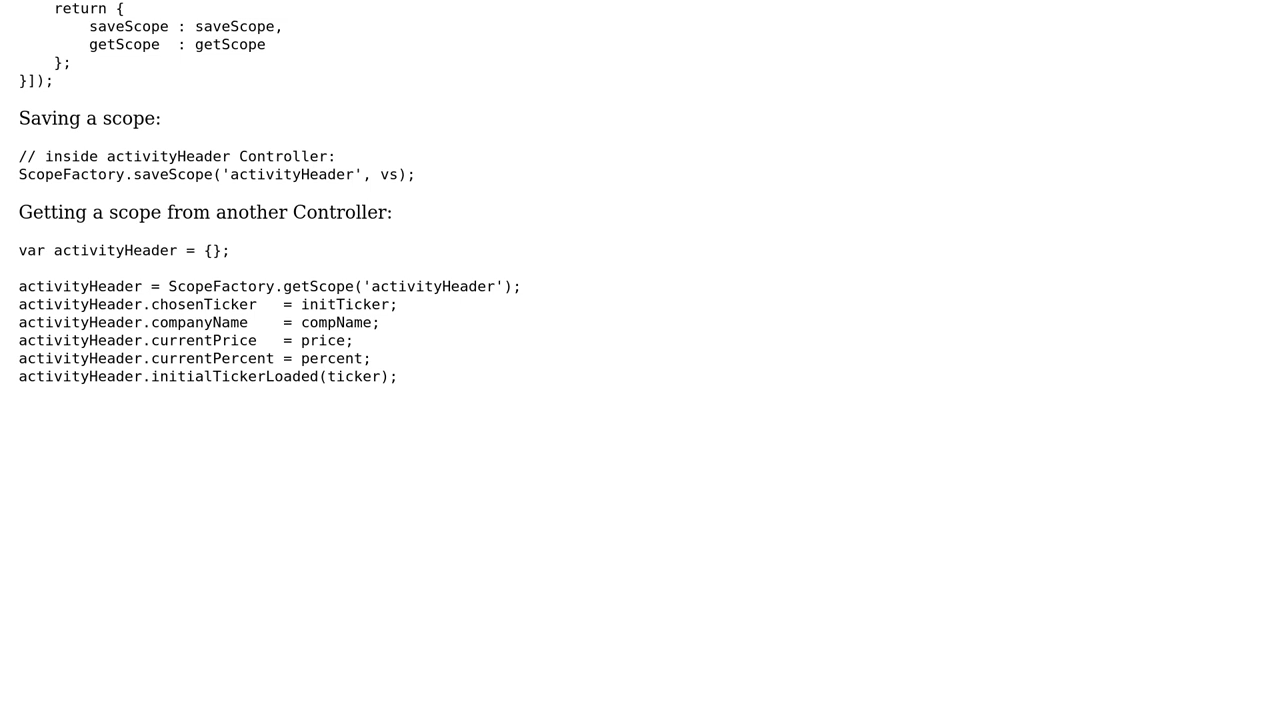 return {
        saveScope : saveScope,
        getScope  : getScope
    };
}]);
Saving a scope:
// inside activityHeader Controller:
ScopeFactory.saveScope('activityHeader', vs);
Getting a scope from another Controller:
var activityHeader = {};
activityHeader = ScopeFactory.getScope('activityHeader');
activityHeader.chosenTicker   = initTicker;
activityHeader.companyName    = compName;
activityHeader.currentPrice   = price;
activityHeader.currentPercent = percent;
activityHeader.initialTickerLoaded(ticker);